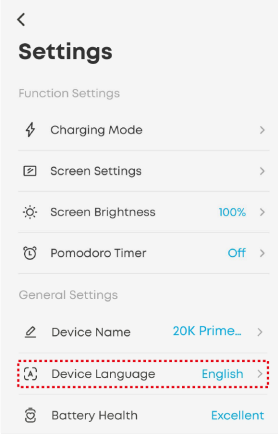 Settings
Function Settings
Charging Mode
Screen Settings
Screen Brightness 100%
Pomodoro Timer Off
General Settings
Device Name 20K Prime...
A Device Language English
Battery Health Excellent